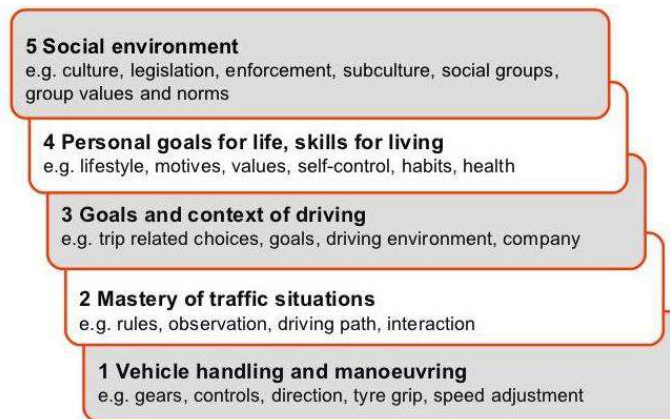 5 Social environment
e.g. culture, legislation, enforcement, subculture, social groups,
group values and norms
4 Personal goals for life, skills for living
e.g. lifestyle, motives, values, self-control, habits, health
3 Goals and context of driving
e.g. trip related choices, goals, driving environment, company
2 Mastery of traffic situations
e.g. rules, observation, driving path, interaction
1 Vehicle handling and manoeuvring
e.g. gears, controls, direction, tyre grip, speed adjustment